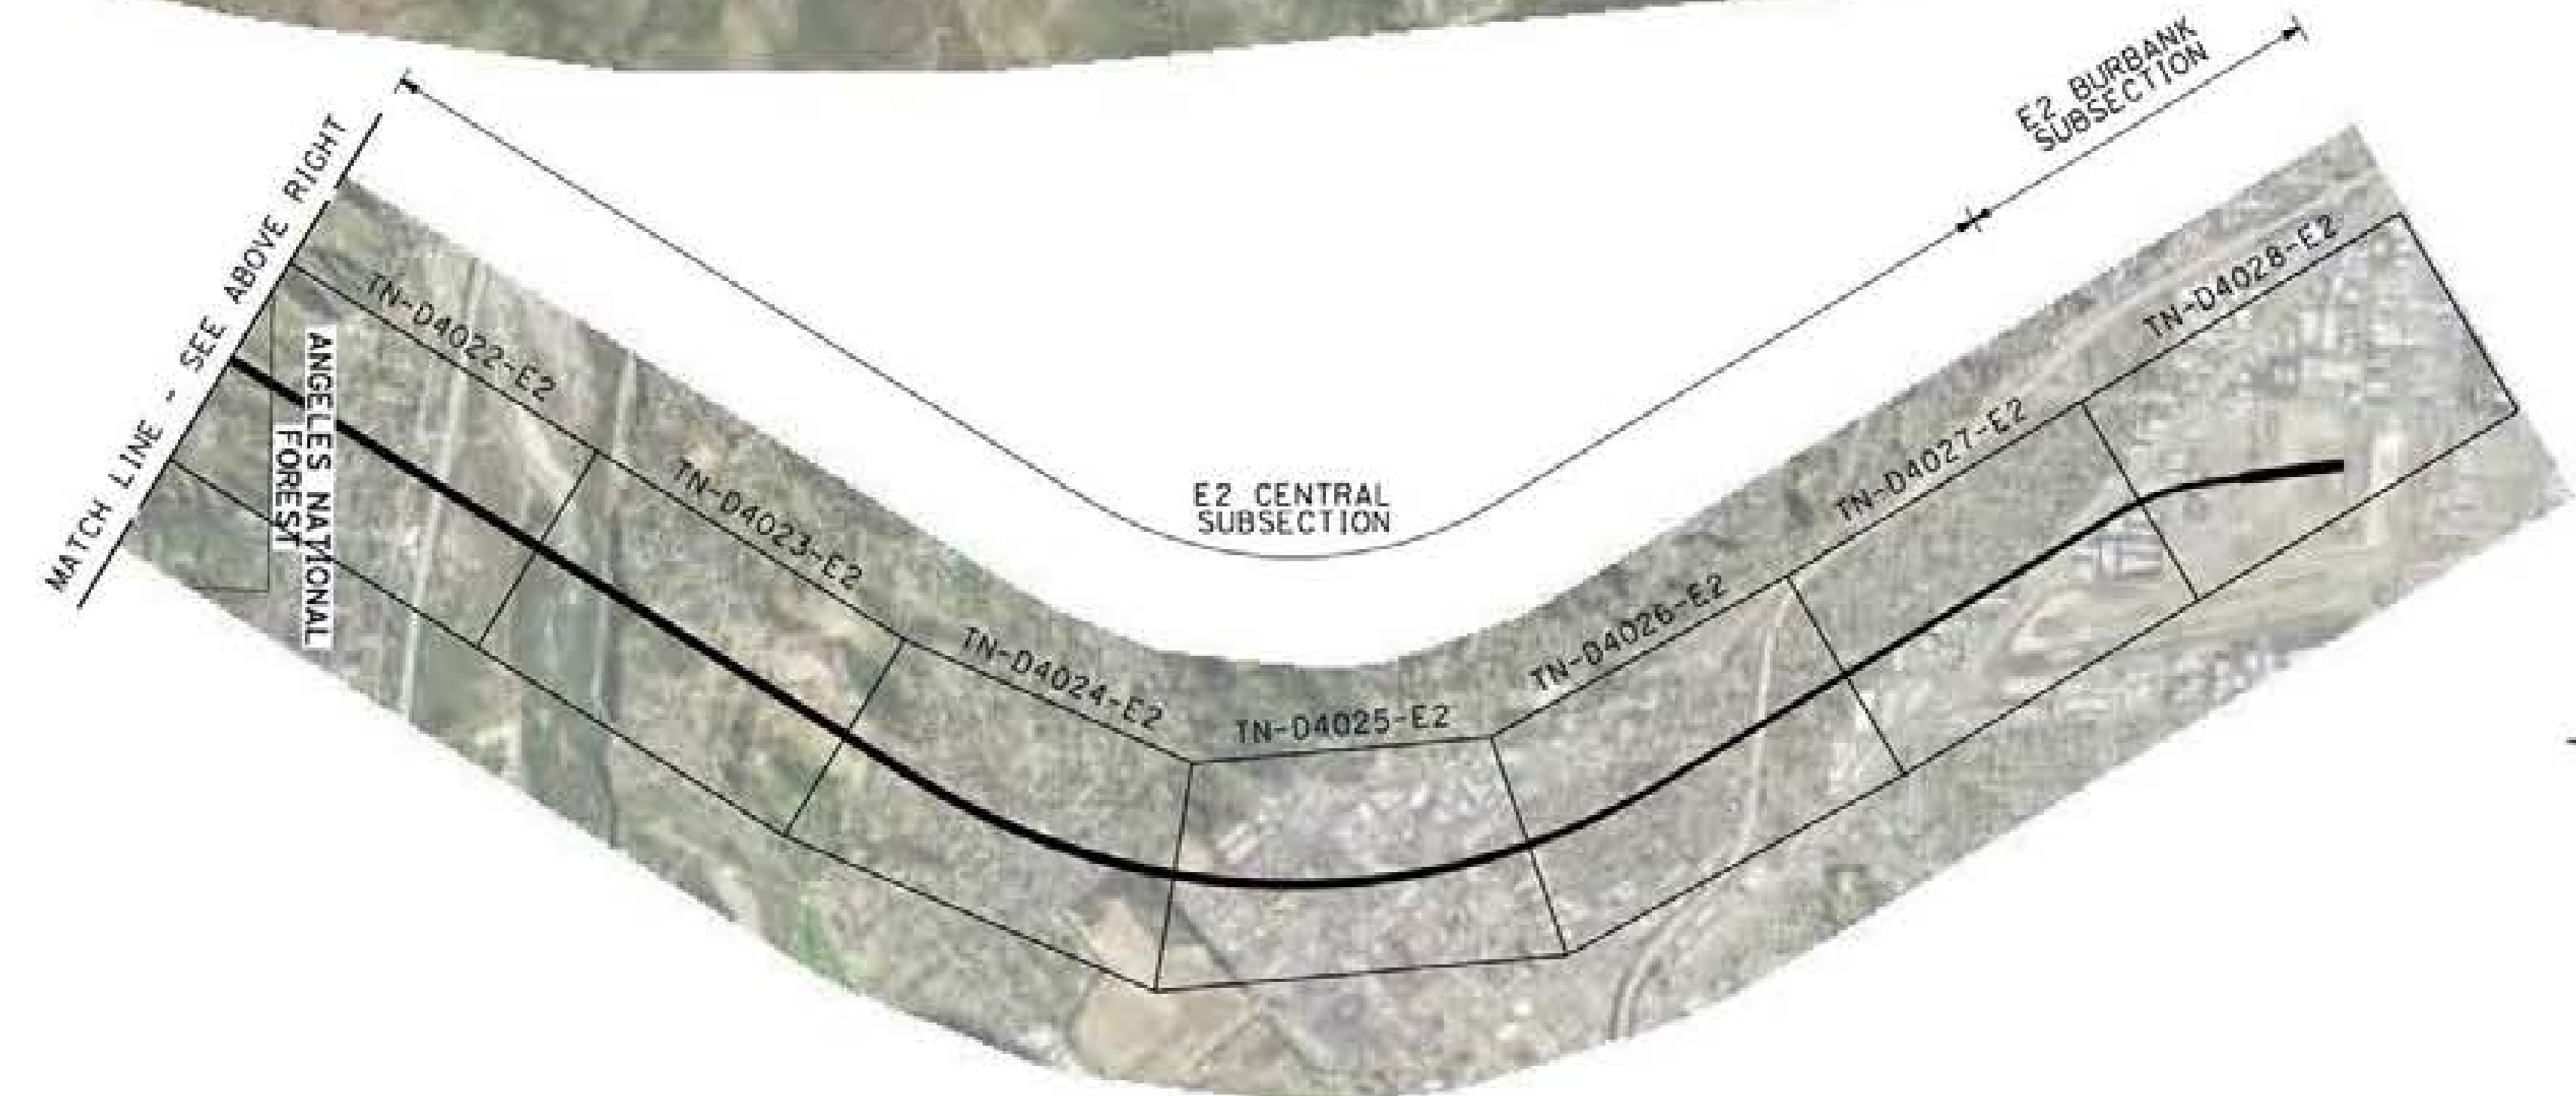 MATCH LINE - SEE ABOVE RIGHT
ANGELES NATIONAL
FOREST
TN-D4022-E2
TN-D4023-E2
TN-D4024-E2
E2 CENTRAL
SUBSECTION
TN-D4025-E2
TN-D4026-E2
TN-D4027-E2
E2 BURBANK
SUBSECTION
TN-D4028-E2